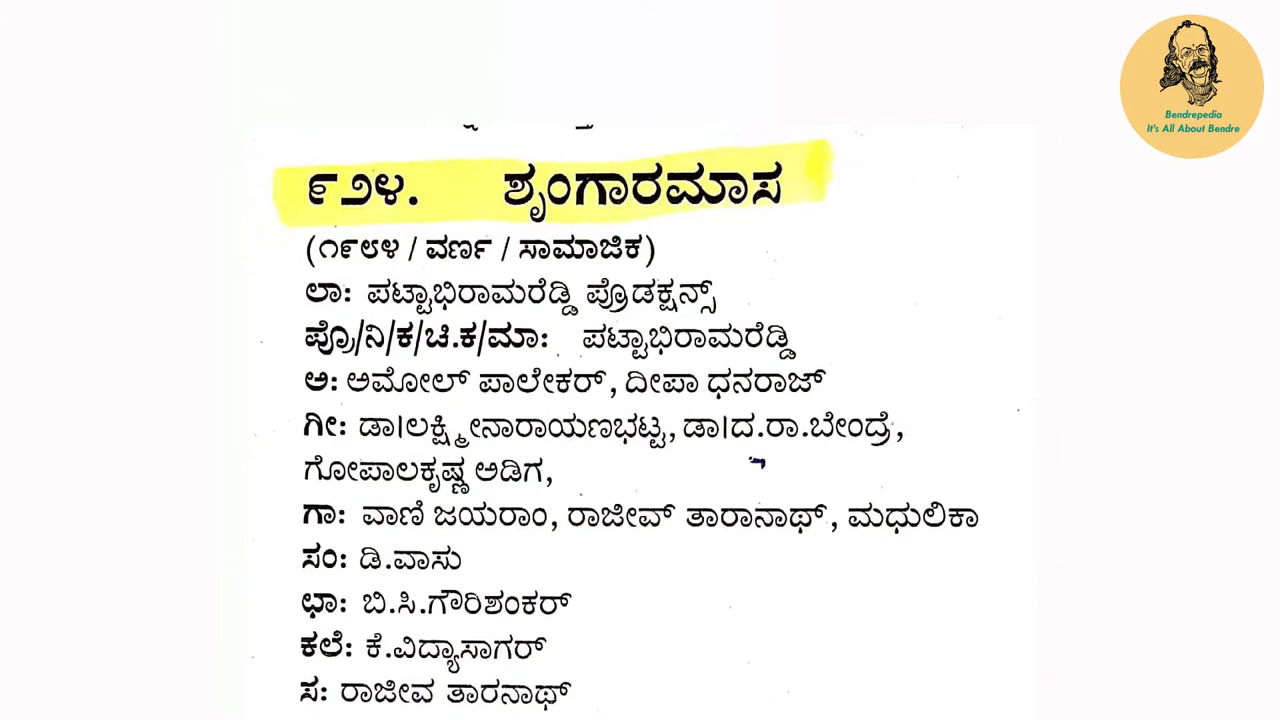 Bendrepedia
It's All About Bendre
೯೨೪. ಶೃಂಗಾರಮಾಸ
(೧೯೮೪ / ವರ್ಣ / ಸಾಮಾಜಿಕ)
ಲಾ: ಪಟ್ಟಾಭಿರಾಮರೆಡ್ಡಿ ಪ್ರೊಡಕ್ಷನ್ಸ್
ಪ್ರೊ/ನಿ/ಕ/ಚಿ.ಕ/ಮಾ: ಪಟ್ಟಾಭಿರಾಮರೆಡ್ಡಿ
ಅ: ಅಮೋಲ್ ಪಾಲೇಕರ್, ದೀಪಾ ಧನರಾಜ್
ಗೀ: ಡಾ।ಲಕ್ಷ್ಮೀನಾರಾಯಣಭಟ್ಟ, ಡಾ।ದ.ರಾ.ಬೇಂದ್ರೆ,
ಗೋಪಾಲಕೃಷ್ಣ ಅಡಿಗ,
ಗಾ: ವಾಣಿ ಜಯರಾಂ, ರಾಜೀವ್ ತಾರಾನಾಥ್, ಮಧುಲಿಕಾ
ಸಂ: ಡಿ.ವಾಸು
ಛಾ: ಬಿ.ಸಿ.ಗೌರಿಶಂಕರ್
ಕಲೆ: ಕೆ.ವಿದ್ಯಾಸಾಗರ್
ಸ: ರಾಜೀವ ತಾರನಾಥ್